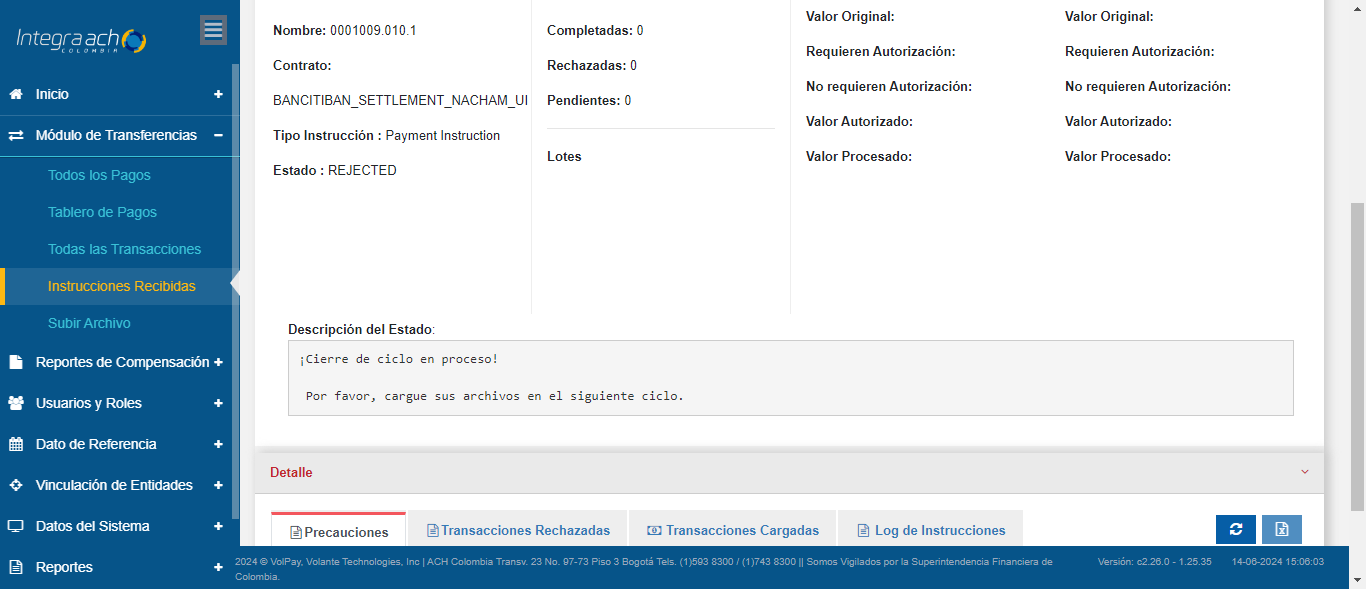 Integra ach
COLOMBIA
Inicio
Módulo de Transferencias
Todos los Pagos
Tablero de Pagos
Todas las Transacciones
Instrucciones Recibidas
Subir Archivo
Reportes de Compensación
Usuarios y Roles
Dato de Referencia
Vinculación de Entidades
Datos del Sistema
Reportes
Nombre: 0001009.010.1
Contrato:
BANCITIBAN_SETTLEMENT_NACHAM_UI
Tipo Instrucción : Payment Instruction
Estado : REJECTED
Completadas: 0
Rechazadas: 0
Pendientes: 0
Lotes
Valor Original:
Requieren Autorización:
No requieren Autorización:
Valor Autorizado:
Valor Procesado:
Valor Original:
Requieren Autorización:
No requieren Autorización:
Valor Autorizado:
Valor Procesado:
Descripción del Estado:
¡Cierre de ciclo en proceso!
Por favor, cargue sus archivos en el siguiente ciclo.
Detalle
Precauciones
Transacciones Rechazadas
Transacciones Cargadas
Log de Instrucciones
2024 © VolPay, Volante Technologies, Inc | ACH Colombia Transv. 23 No. 97-73 Piso 3 Bogotá Tels. (1)593 8300 / (1)743 8300 || Somos Vigilados por la Superintendencia Financiera de
Colombia.
Versión: c2.26.0 - 1.25.35
14-06-2024 15:06:03